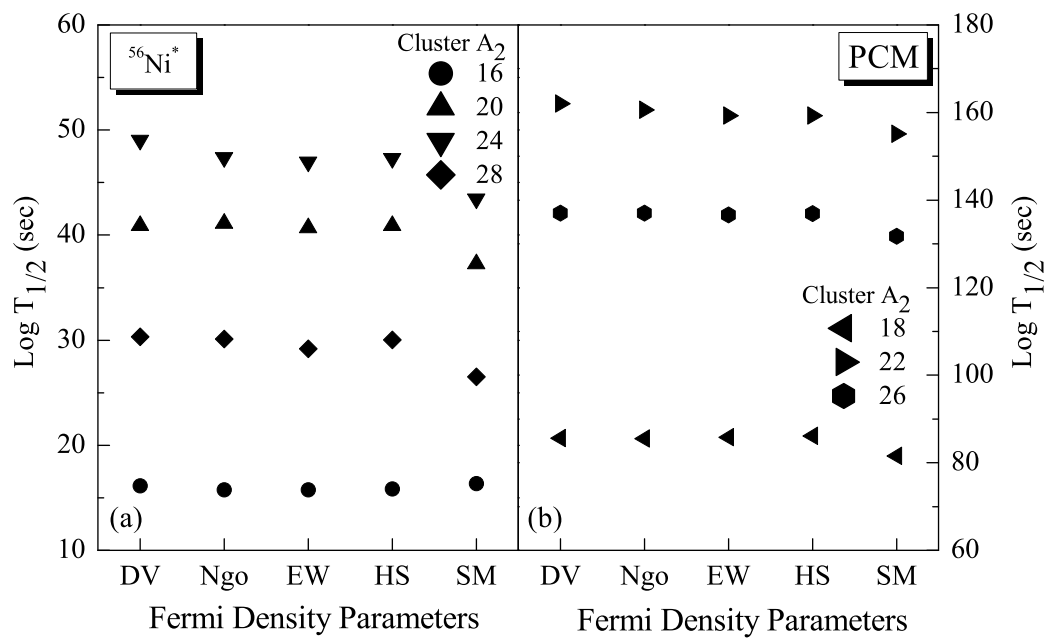 60
50
40
30
20
10
Log T1/2 (sec)
56Ni*
Cluster A2
16
20
24
28
(a)
DV Ngo EW HS SM
Fermi Density Parameters
PCM
Cluster A2
18
22
26
(b)
DV Ngo EW HS SM
Fermi Density Parameters
180
160
140
120
100
80
60
Log T1/2 (sec)